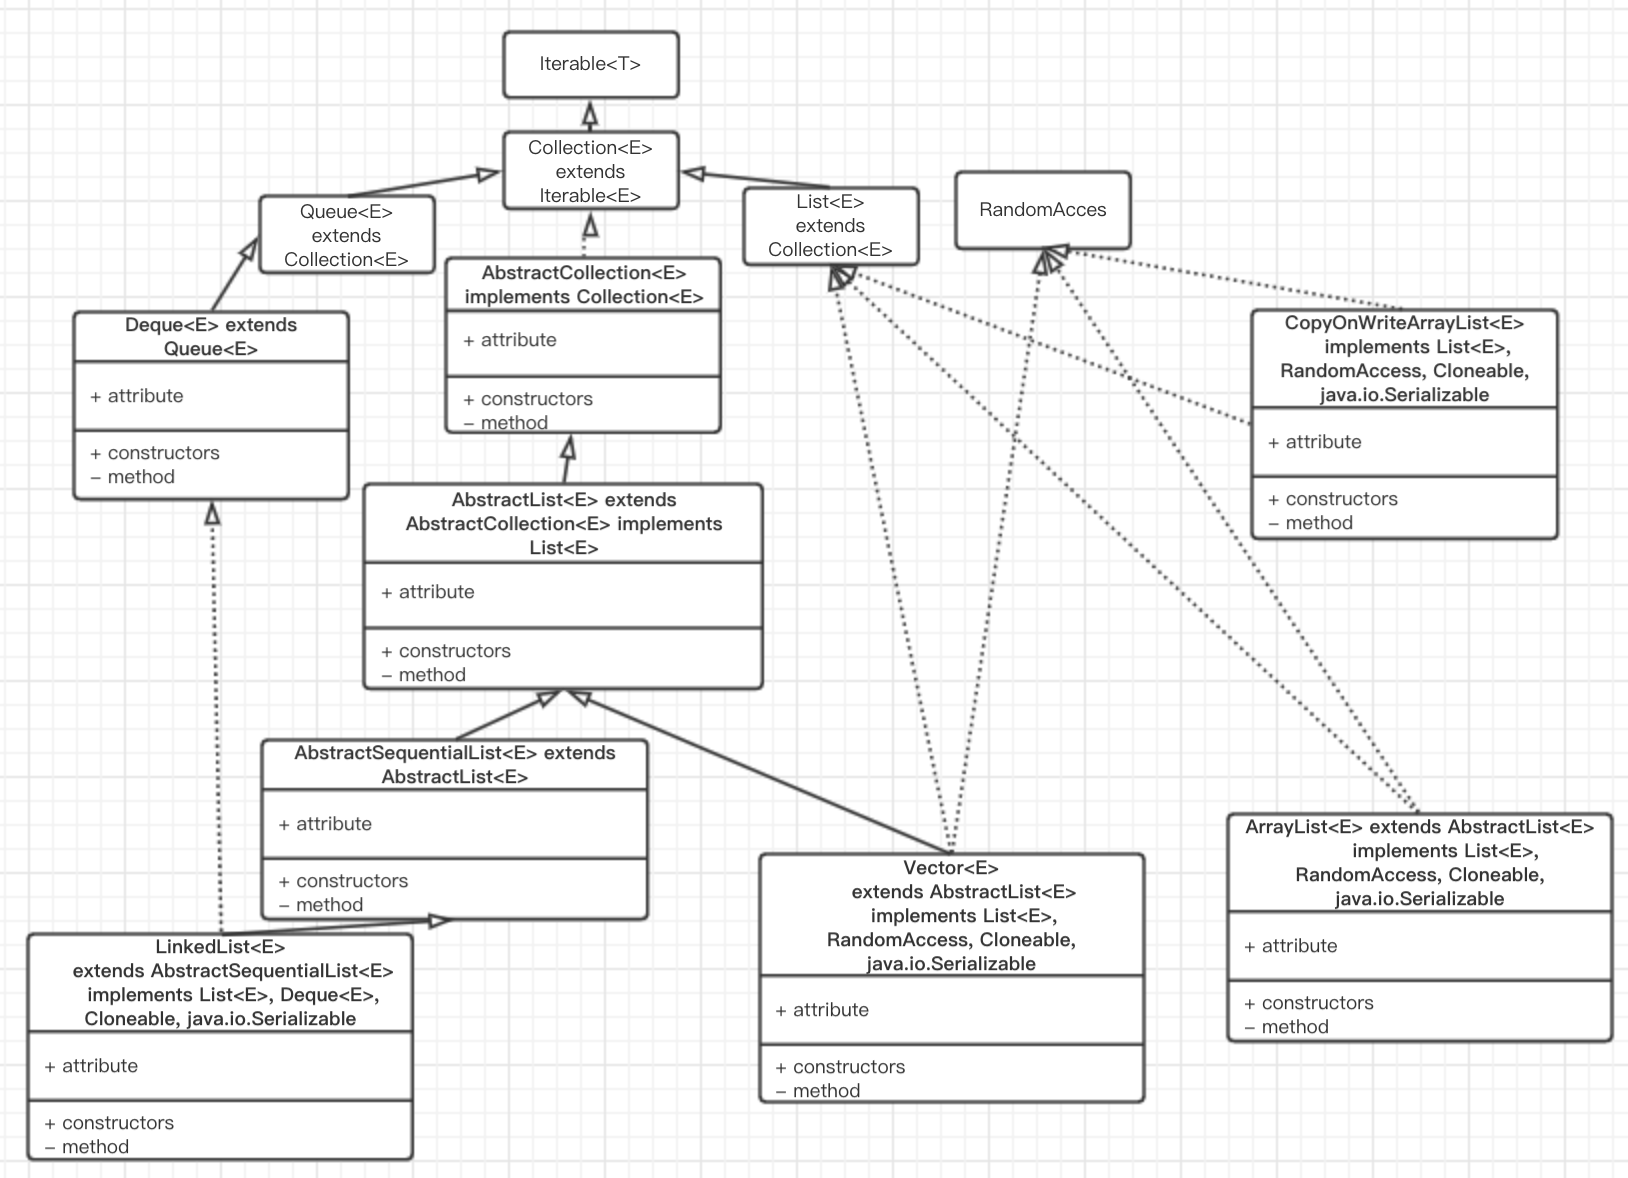 Iterable<T>
Collection<E>
extends
Iterable<E>
Queue<E>
extends
Collection<E>
List<E>
extends
Collection<E>
RandomAcces
AbstractCollection<E>
implements Collection<E>
+ attribute
+ constructors
– method
Deque<E> extends
Queue<E>
+ attribute
+ constructors
– method
CopyOnWriteArrayList<E>
implements List<E>,
RandomAccess, Cloneable,
java.io.Serializable
+ attribute
+ constructors
– method
AbstractList<E> extends
AbstractCollection<E> implements
List<E>
+ attribute
+ constructors
– method
AbstractSequentialList<E> extends
AbstractList<E>
+ attribute
+ constructors
– method
ArrayList<E> extends AbstractList<E>
implements List<E>,
RandomAccess, Cloneable,
java.io.Serializable
+ attribute
+ constructors
– method
Vector<E>
extends AbstractList<E>
implements List<E>,
RandomAccess, Cloneable,
java.io.Serializable
+ attribute
+ constructors
– method
LinkedList<E>
extends AbstractSequentialList<E>
implements List<E>, Deque<E>,
Cloneable, java.io.Serializable
+ attribute
+ constructors
– method